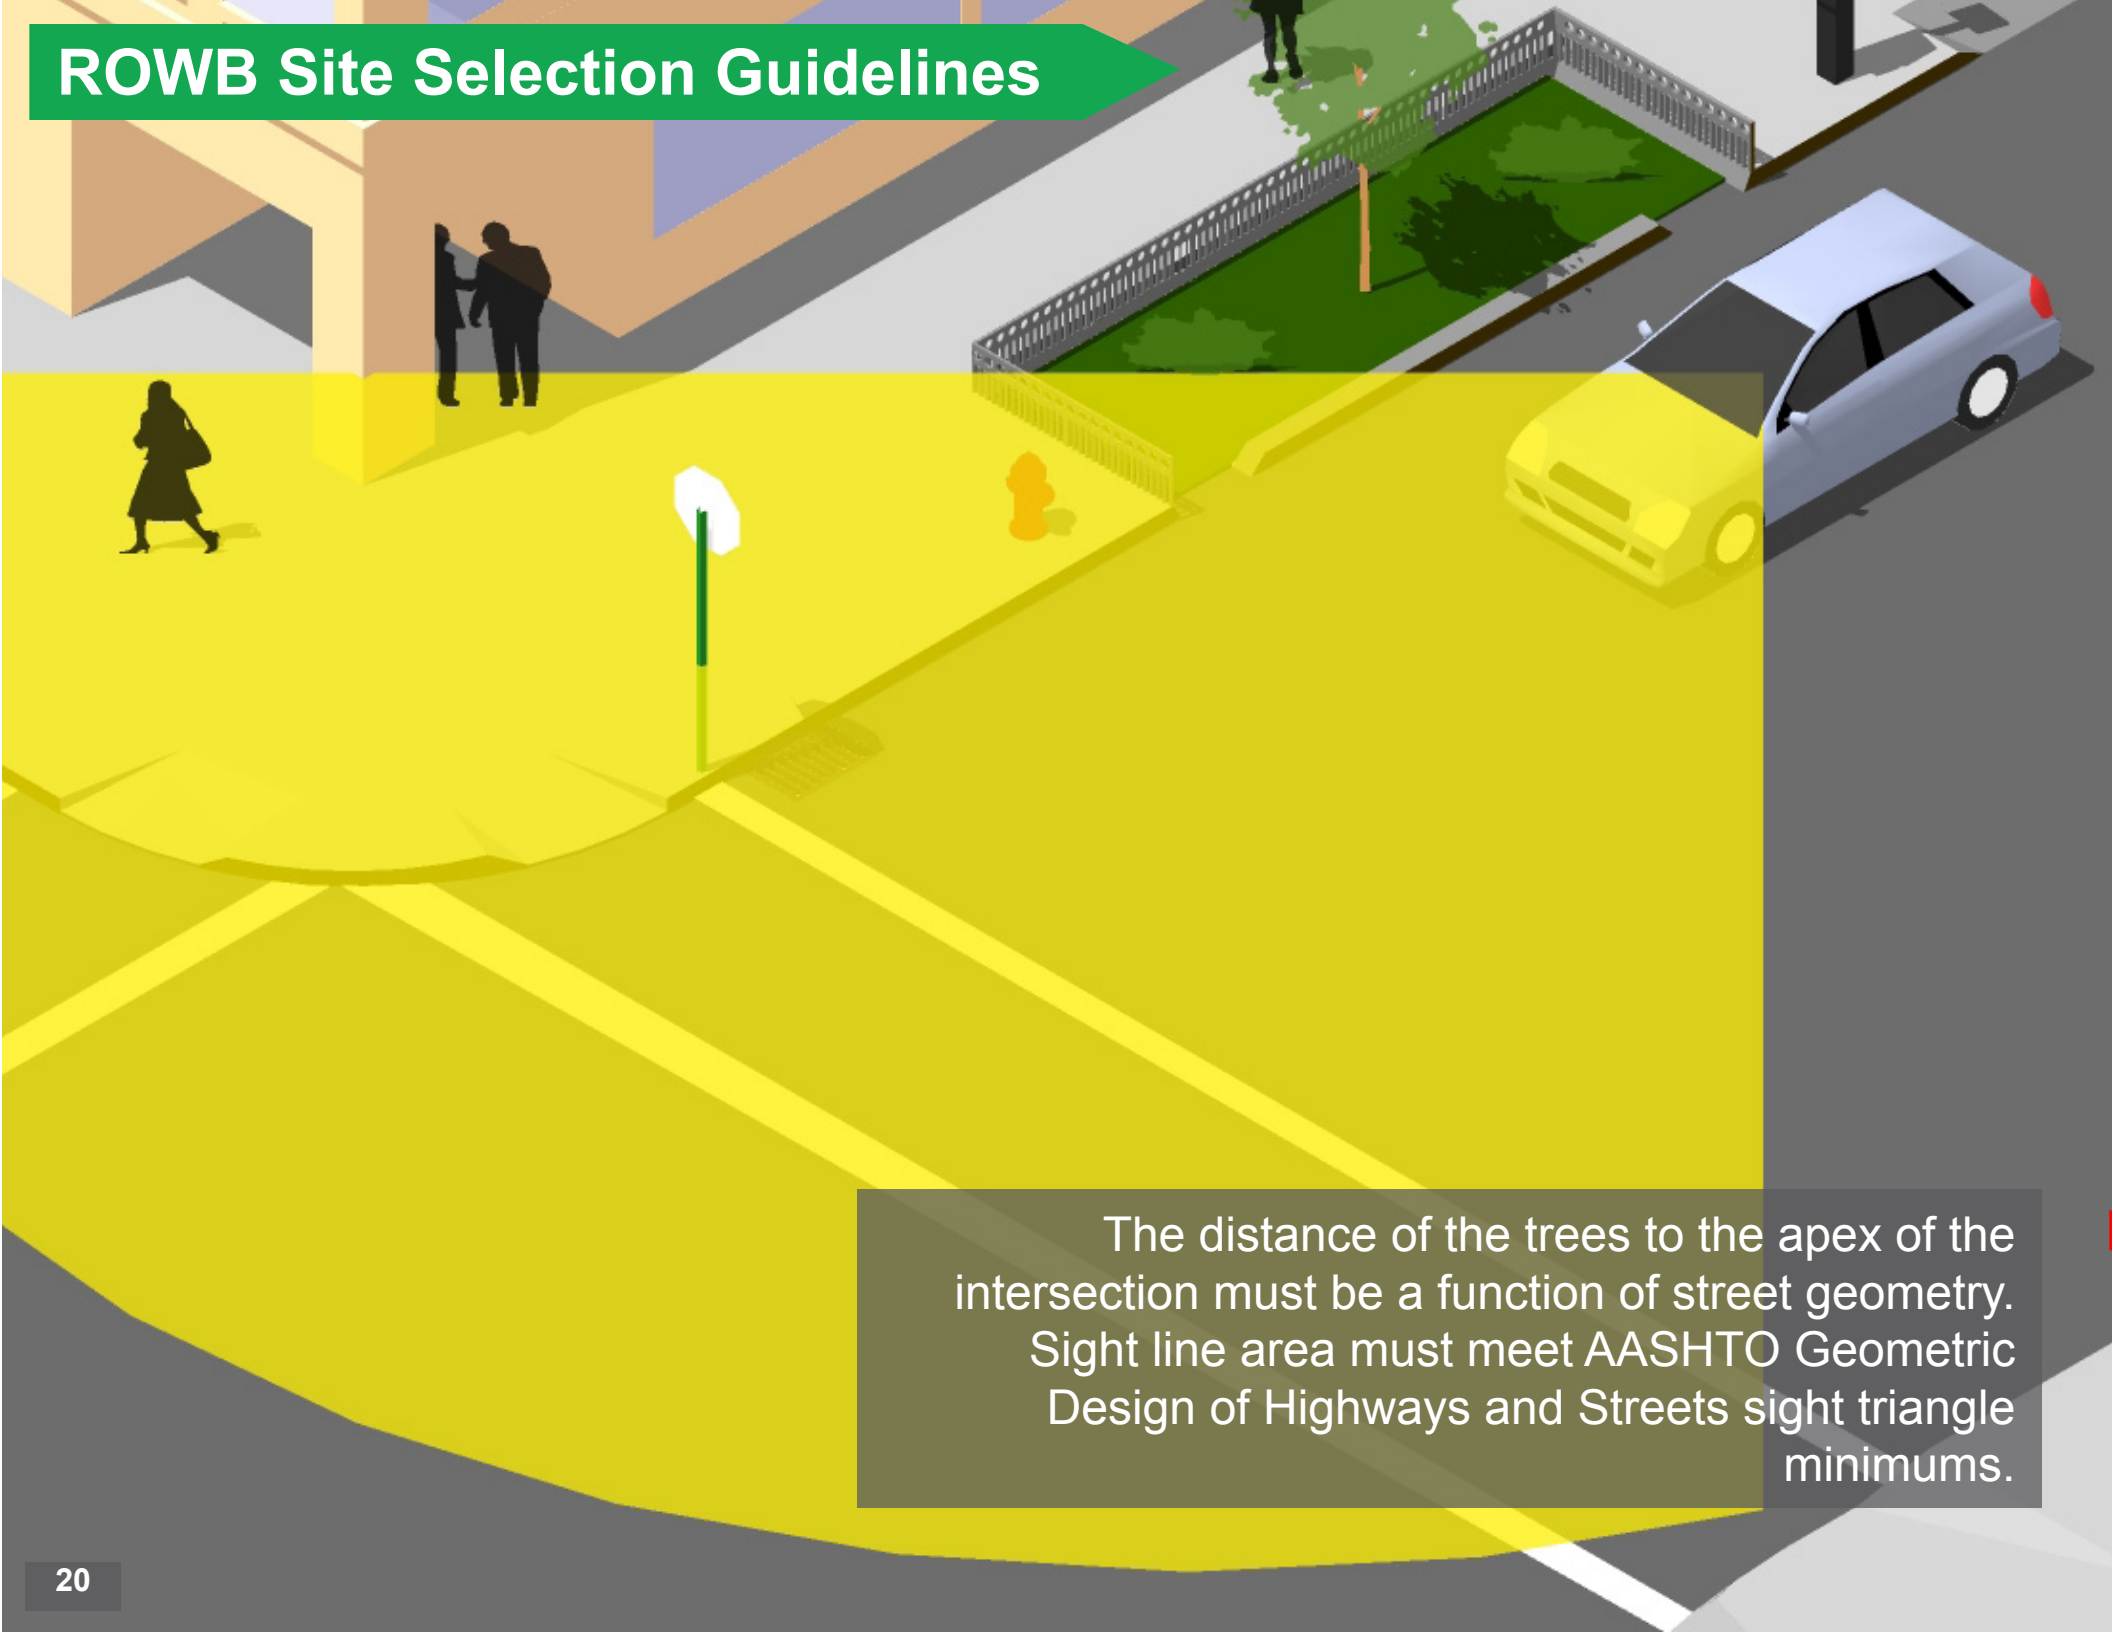 ROWB Site Selection Guidelines
The distance of the trees to the apex of the
intersection must be a function of street geometry.
Sight line area must meet AASHTO Geometric
Design of Highways and Streets sight triangle
minimums.
20